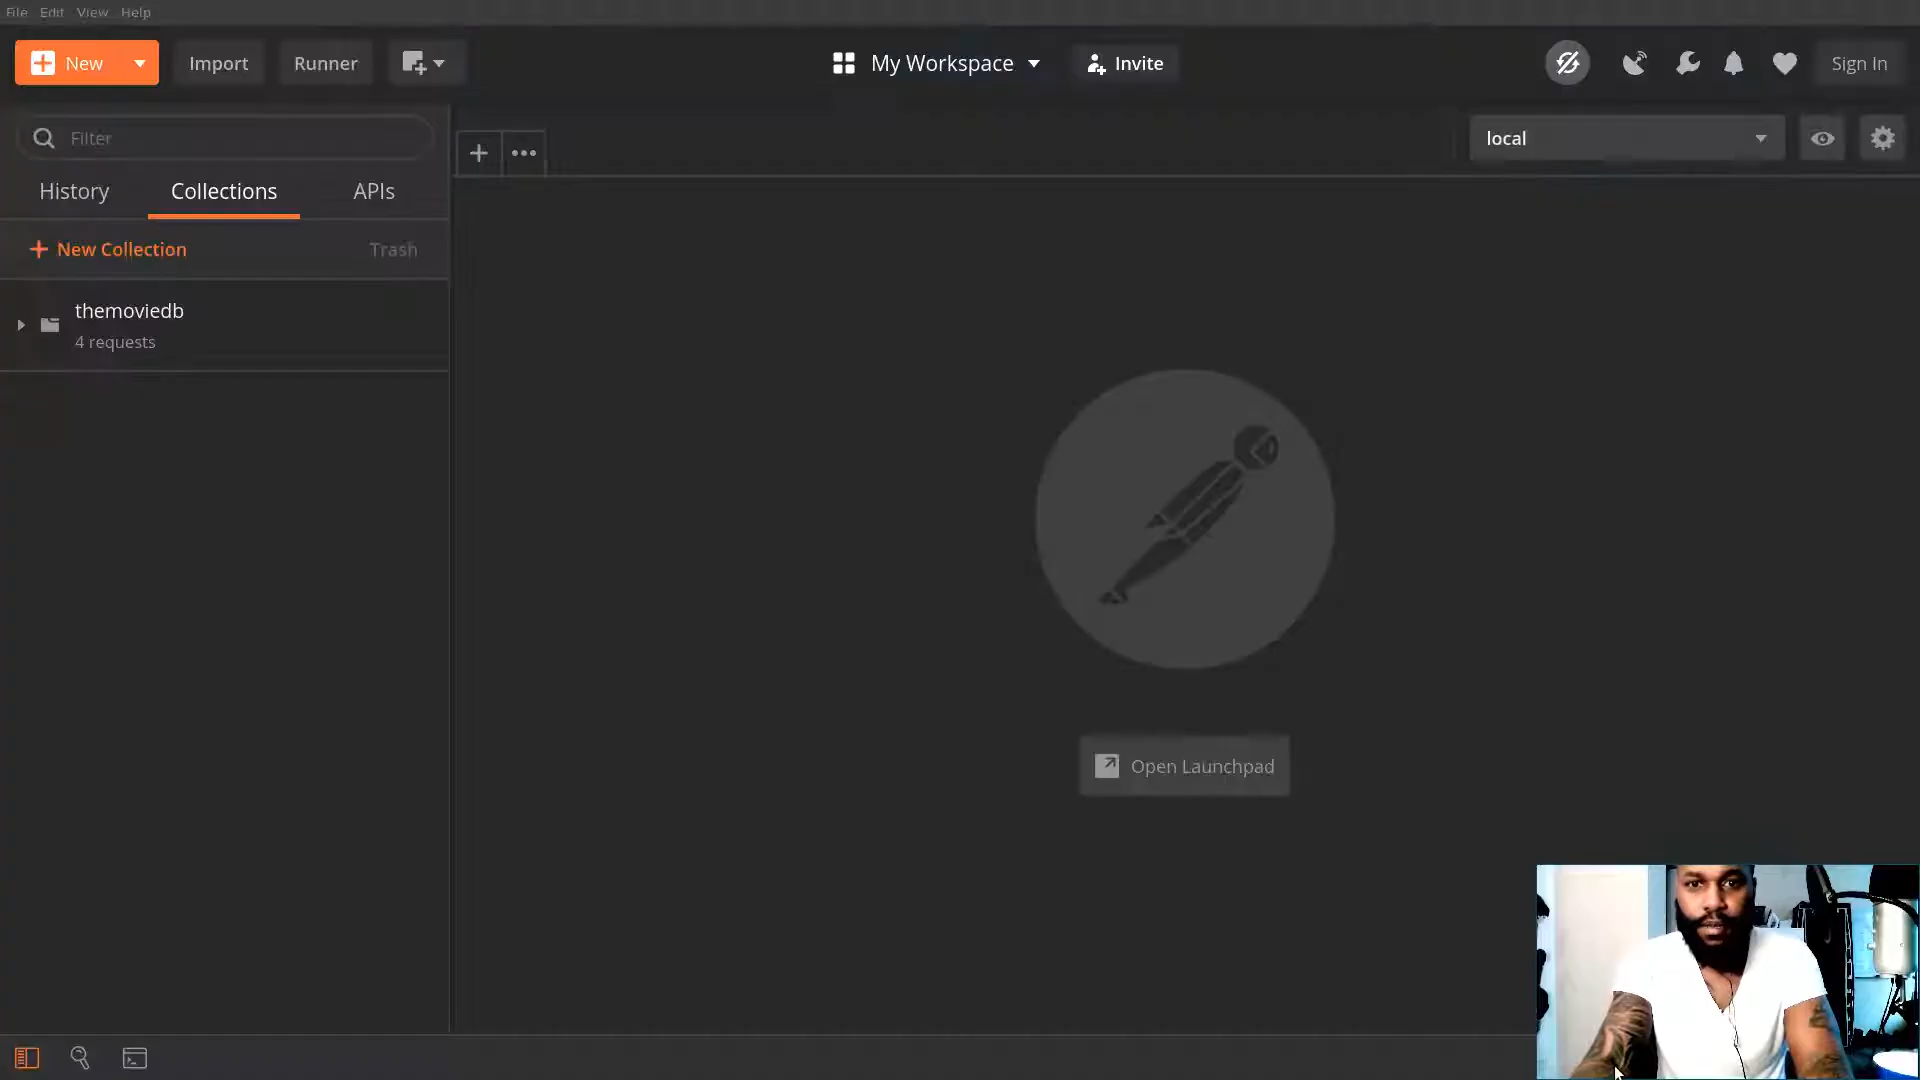 File Edit View Help
New
Import
Runner
My Workspace
Invite
Sign In
Filter
local
History
Collections
APIs
New Collection
Trash
themoviedb
4 requests
Open Launchpad